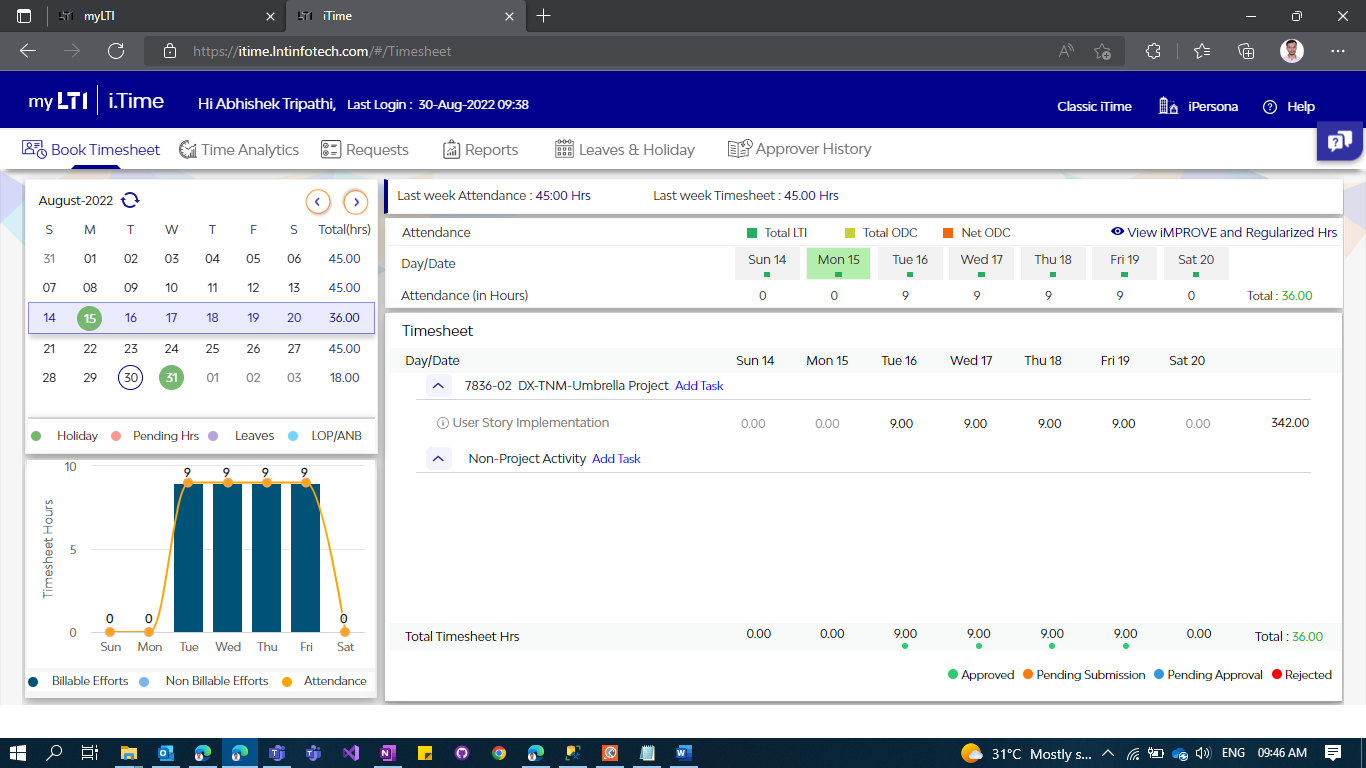 myLTI
iTime
https://itime.lntinfotech.com/#/Timesheet
my LTI i.Time Hi Abhishek Tripathi, Last Login : 30-Aug-2022 09:38 Classic iTime iPersona Help
Book Timesheet Time Analytics Requests Reports Leaves & Holiday Approver History
August-2022
S M T W T F S Total(hrs)
31 01 02 03 04 05 06 45.00
07 08 09 10 11 12 13 45.00
14 15 16 17 18 19 20 36.00
21 22 23 24 25 26 27 45.00
28 29 30 31 01 02 03 18.00
Holiday Pending Hrs Leaves LOP/ANB
10
5
0
Timesheet Hours
0 0 9 9 9 9 0
Sun Mon Tue Wed Thu Fri Sat
Billable Efforts Non Billable Efforts Attendance
Last week Attendance : 45:00 Hrs Last week Timesheet : 45.00 Hrs
Attendance Total LTI Total ODC Net ODC View iMPROVE and Regularized Hrs
Day/Date Sun 14 Mon 15 Tue 16 Wed 17 Thu 18 Fri 19 Sat 20
Attendance (in Hours) 0 0 9 9 9 9 0 Total : 36.00
Timesheet
Day/Date Sun 14 Mon 15 Tue 16 Wed 17 Thu 18 Fri 19 Sat 20
7836-02 DX-TNM-Umbrella Project Add Task
User Story Implementation 0.00 0.00 9.00 9.00 9.00 9.00 0.00 342.00
Non-Project Activity Add Task
Total Timesheet Hrs 0.00 0.00 9.00 9.00 9.00 9.00 0.00 Total : 36.00
Approved Pending Submission Pending Approval Rejected
31°C Mostly s... ENG 09:46 AM